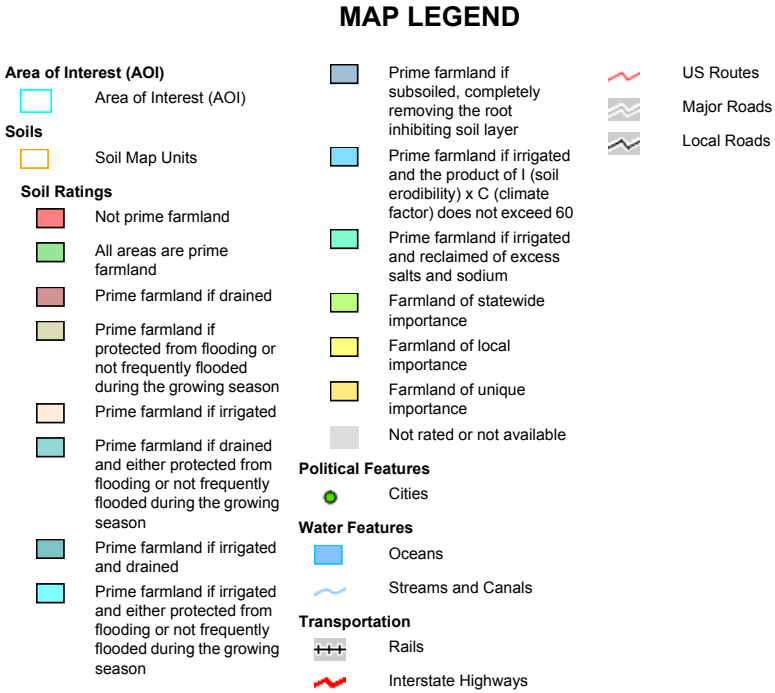 MAP LEGEND
Area of Interest (AOI)
Area of Interest (AOI)
Soils
Soil Map Units
Soil Ratings
Not prime farmland
All areas are prime
farmland
Prime farmland if drained
Prime farmland if
protected from flooding or
not frequently flooded
during the growing season
Prime farmland if irrigated
Prime farmland if drained
and either protected from
flooding or not frequently
flooded during the growing
season
Prime farmland if irrigated
and drained
Prime farmland if irrigated
and either protected from
flooding or not frequently
flooded during the growing
season
Prime farmland if
subsoiled, completely
removing the root
inhibiting soil layer
Prime farmland if irrigated
and the product of I (soil
erodibility) x C (climate
factor) does not exceed 60
Prime farmland if irrigated
and reclaimed of excess
salts and sodium
Farmland of statewide
importance
Farmland of local
importance
Farmland of unique
importance
Not rated or not available
Political Features
Cities
Water Features
Oceans
Streams and Canals
Transportation
Rails
Interstate Highways
US Routes
Major Roads
Local Roads